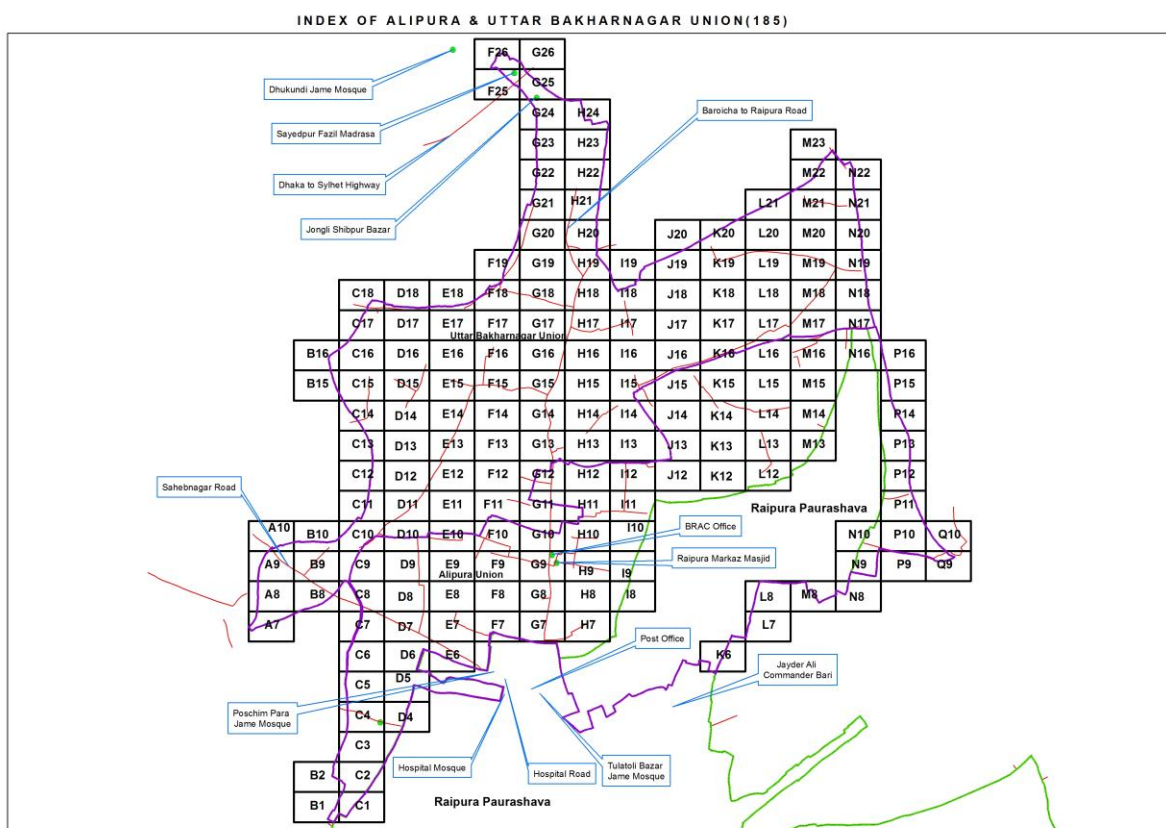 INDEX OF ALIPURA & UTTAR BAKHARNAGAR UNION(185)
F26 G26
Dhukundi Jame Mosque
F25 G25
Sayedpur Fazil Madrasa
Baroicha to Raipura Road
G24 H24
G23 H23 M23
G22 H22 M22 N22
Dhaka to Sylhet Highway
G21 H21 L21 M21 N21
Jongli Shibpur Bazar
G20 H20 J20 K20 L20 M20 N20
F19 G19 H19 I19 J19 K19 L19 M19 N19
C18 D18 E18 F18 G18 H18 I18 J18 K18 L18 M18 N18
C17 D17 E17 F17 G17 H17 I17 J17 K17 L17 M17 N17
Uttar Bakharnagar Union
B16 C16 D16 E16 F16 G16 H16 I16 J16 K16 L16 M16 N16 P16
B15 C15 D15 E15 F15 G15 H15 I15 J15 K15 L15 M15 P15
C14 D14 E14 F14 G14 H14 I14 J14 K14 L14 M14 P14
C13 D13 E13 F13 G13 H13 I13 J13 K13 L13 M13 P13
C12 D12 E12 F12 G12 H12 I12 J12 K12 L12 P12
Sahebnagar Road
C11 D11 E11 F11 G11 H11 I11 P11
Raipura Paurashava
A10 B10 C10 D10 E10 F10 G10 H10 I10 N10 P10 Q10
BRAC Office
A9 B9 C9 D9 E9 F9 G9 H9 I9 N9 P9 Q9
Raipura Markaz Masjid
Alipura Union
A8 B8 C8 D8 E8 F8 G8 H8 I8 L8 M8 N8
A7 C7 D7 E7 F7 G7 H7 L7
Post Office
C6 D6 E6 K6
Jayder Ali
Commander Bari
C5 D5
Poschim Para
Jame Mosque
C4 D4
C3
Hospital Mosque
Hospital Road
Tulatoli Bazar
Jame Mosque
B2 C2
B1 C1
Raipura Paurashava